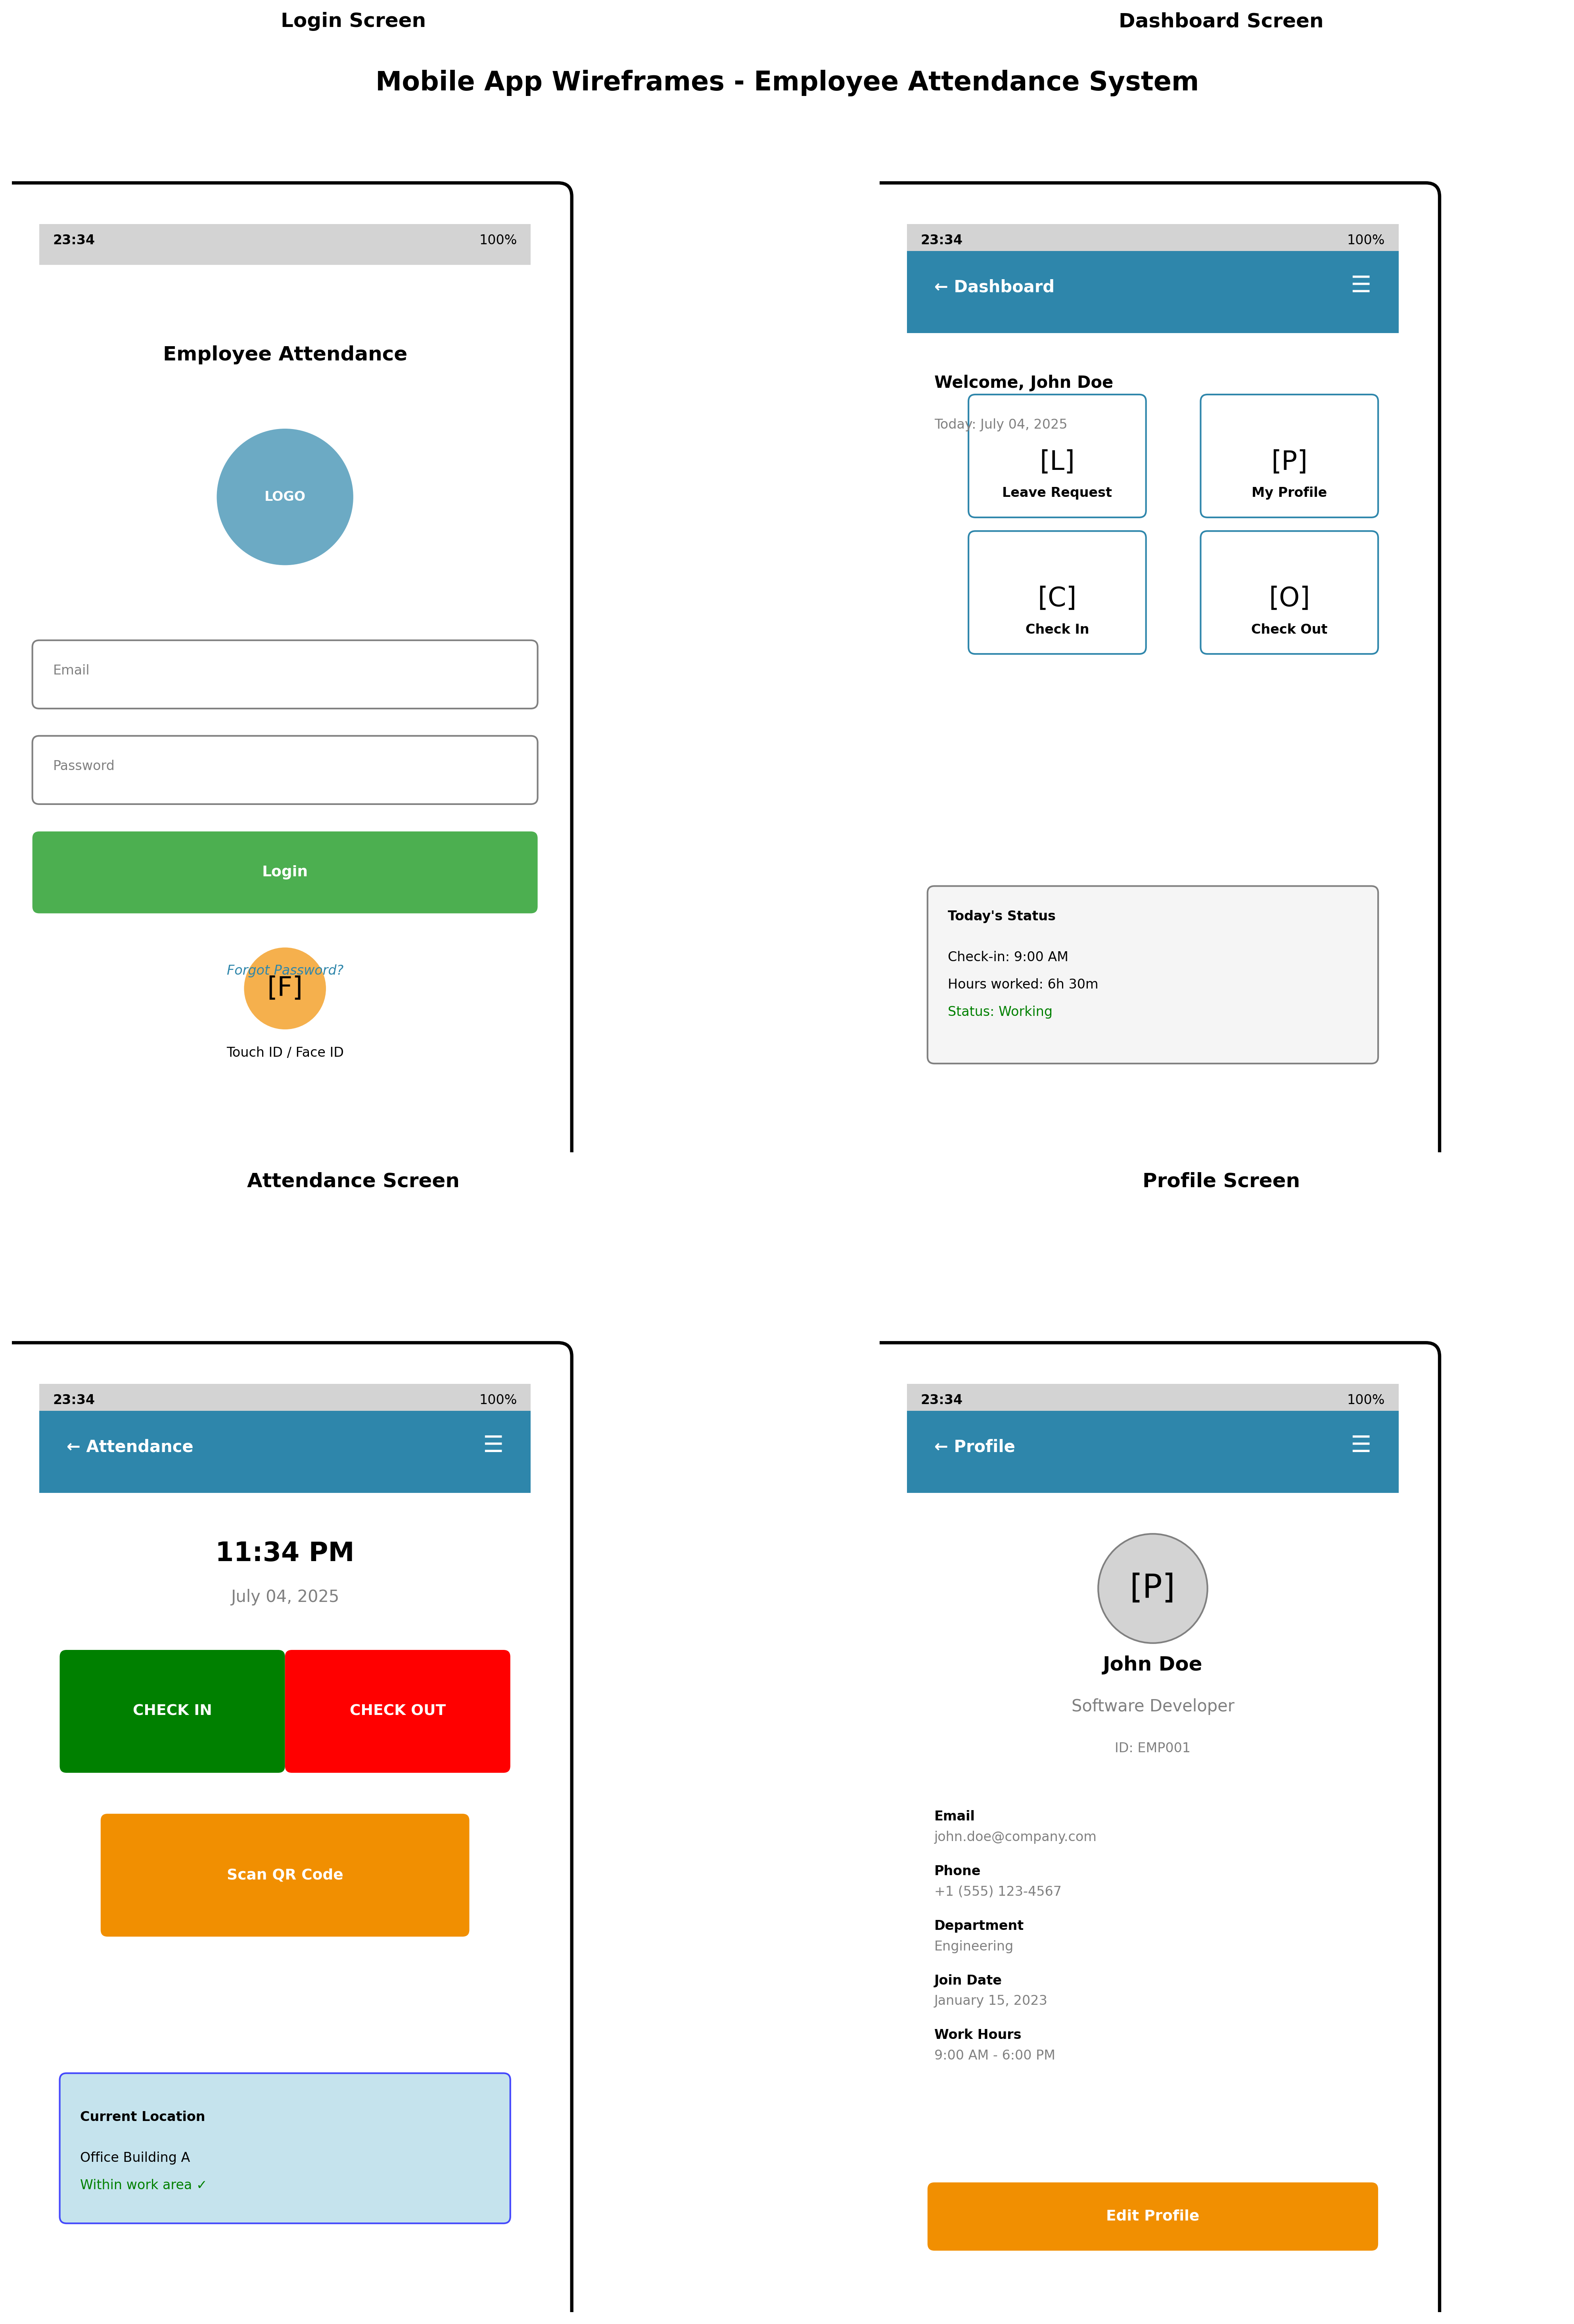 Login Screen
Dashboard Screen
Mobile App Wireframes - Employee Attendance System
23:34 100%
Employee Attendance
LOGO
Email
Password
Login
Forgot Password?
[F]
Touch ID / Face ID
23:34 100%
← Dashboard ☰
Welcome, John Doe
Today: July 04, 2025
[L] [P]
Leave Request My Profile
[C] [O]
Check In Check Out
Today's Status
Check-in: 9:00 AM
Hours worked: 6h 30m
Status: Working
Attendance Screen
Profile Screen
23:34 100%
← Attendance ☰
11:34 PM
July 04, 2025
CHECK IN CHECK OUT
Scan QR Code
Current Location
Office Building A
Within work area ✓
23:34 100%
← Profile ☰
[P]
John Doe
Software Developer
ID: EMP001
Email
john.doe@company.com
Phone
+1 (555) 123-4567
Department
Engineering
Join Date
January 15, 2023
Work Hours
9:00 AM - 6:00 PM
Edit Profile